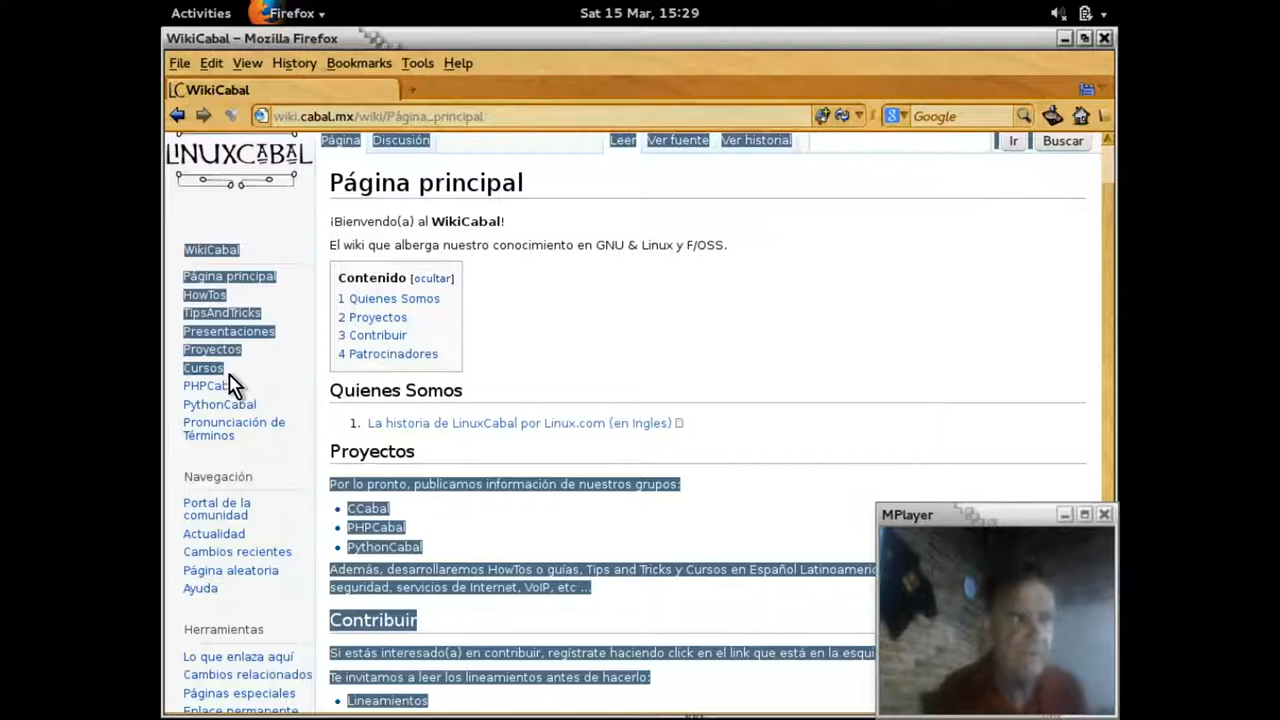 Activities Firefox Sat 15 Mar, 15:29
WikiCabal – Mozilla Firefox
File Edit View History Bookmarks Tools Help
LC WikiCabal
wiki.cabal.mx/wiki/Página_principal Google
LINUXCABAL
Página Discusión Leer Ver fuente Ver historial Ir Buscar
Página principal
¡Bienvendo(a) al WikiCabal!
El wiki que alberga nuestro conocimiento en GNU & Linux y F/OSS.
Contenido [ocultar]
1 Quienes Somos
2 Proyectos
3 Contribuir
4 Patrocinadores
Quienes Somos
1. La historia de LinuxCabal por Linux.com (en Ingles)
Proyectos
Por lo pronto, publicamos información de nuestros grupos:
CCabal
PHPCabal
PythonCabal
Además, desarrollaremos HowTos o guías, Tips and Tricks y Cursos en Español
seguridad, servicios de Internet, VoIP, etc ...
Contribuir
Si estás interesado(a) en contribuir, regístrate haciendo click en el link que está en la
Te invitamos a leer los lineamientos antes de hacerlo:
Lineamientos
WikiCabal
Página principal
HowTos
TipsAndTricks
Presentaciones
Proyectos
Cursos
PythonCabal
Pronunciación de
Términos
Navegación
Portal de la
comunidad
Actualidad
Cambios recientes
Página aleatoria
Ayuda
Herramientas
Lo que enlaza aquí
Cambios relacionados
Páginas especiales
Enlace permanente
MPlayer